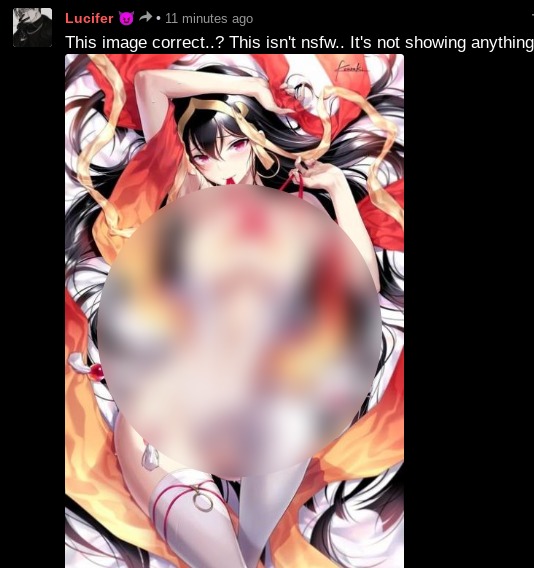 Lucifer 😈 • 11 minutes ago
This image correct..? This isn't nsfw.. It's not showing anything